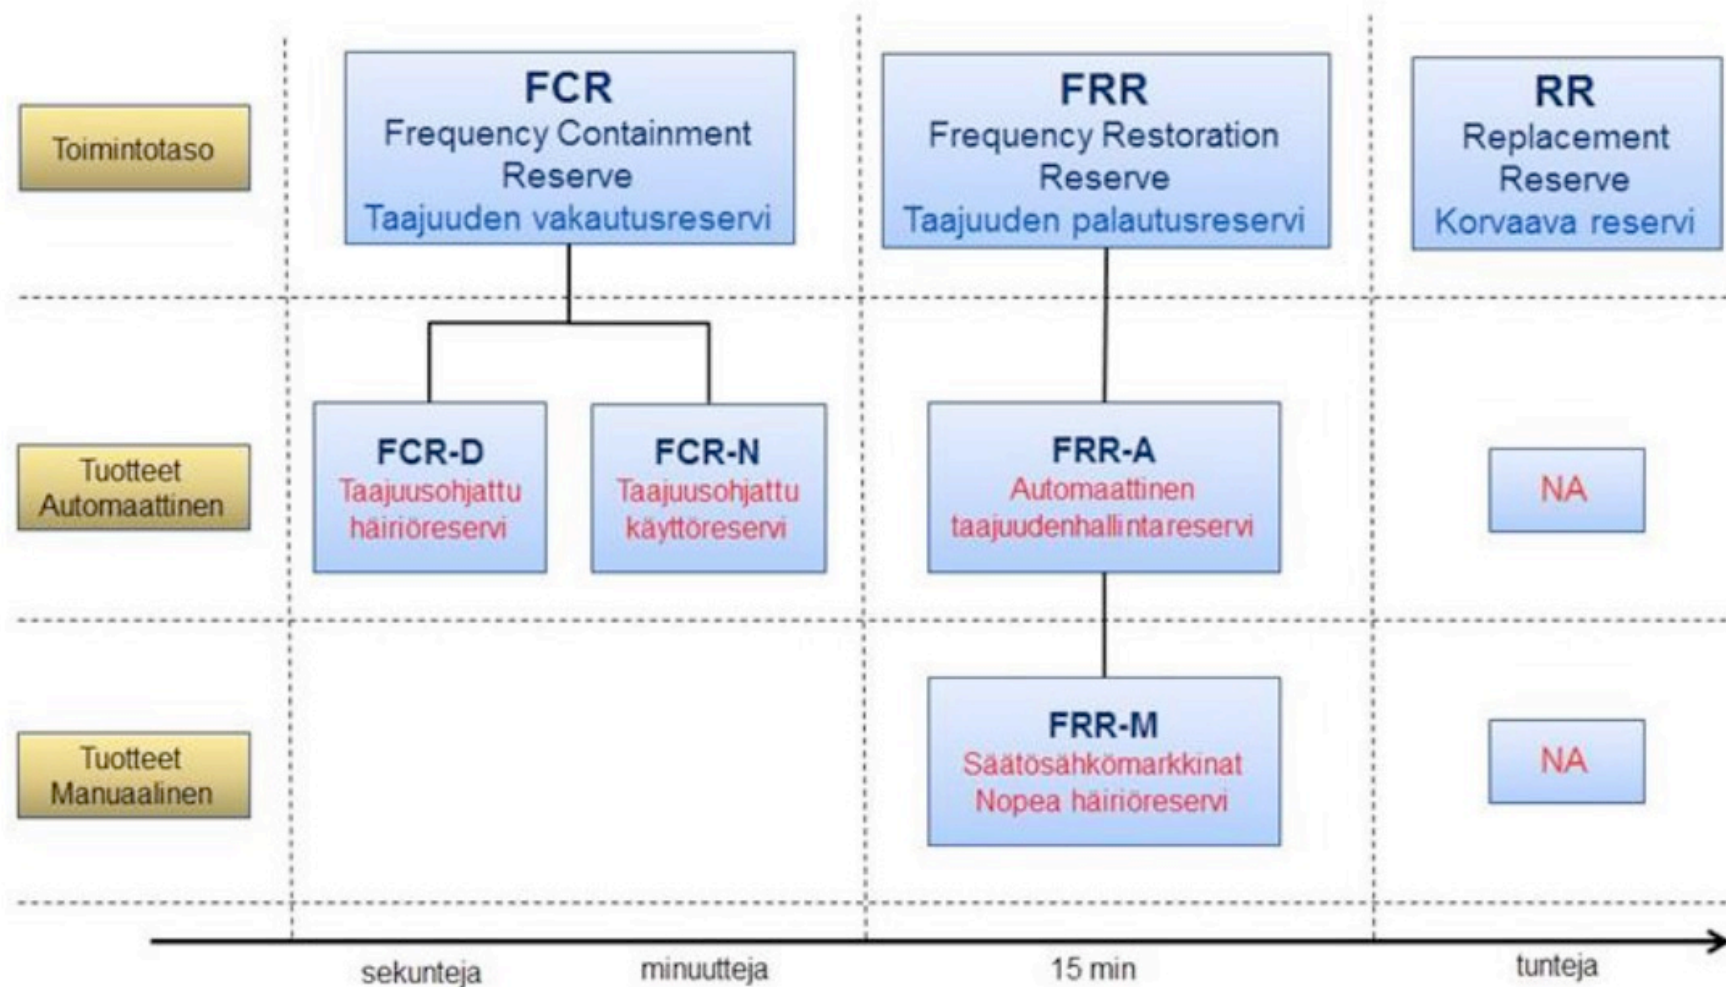 Toimintotaso
FCR
Frequency Containment
Reserve
Taajuuden vakautusreservi
FRR
Frequency Restoration
Reserve
Taajuuden palautusreservi
RR
Replacement
Reserve
Korvaava reservi
Tuotteet
Automaattinen
FCR-D
Taajuusohjattu
häiriöreservi
FCR-N
Taajuusohjattu
käyttöreservi
FRR-A
Automaattinen
taajuudenhallintareservi
NA
Tuotteet
Manuaalinen
FRR-M
Säätösähkömarkkinat
Nopea häiriöreservi
NA
sekunteja
minuutteja
15 min
tunteja